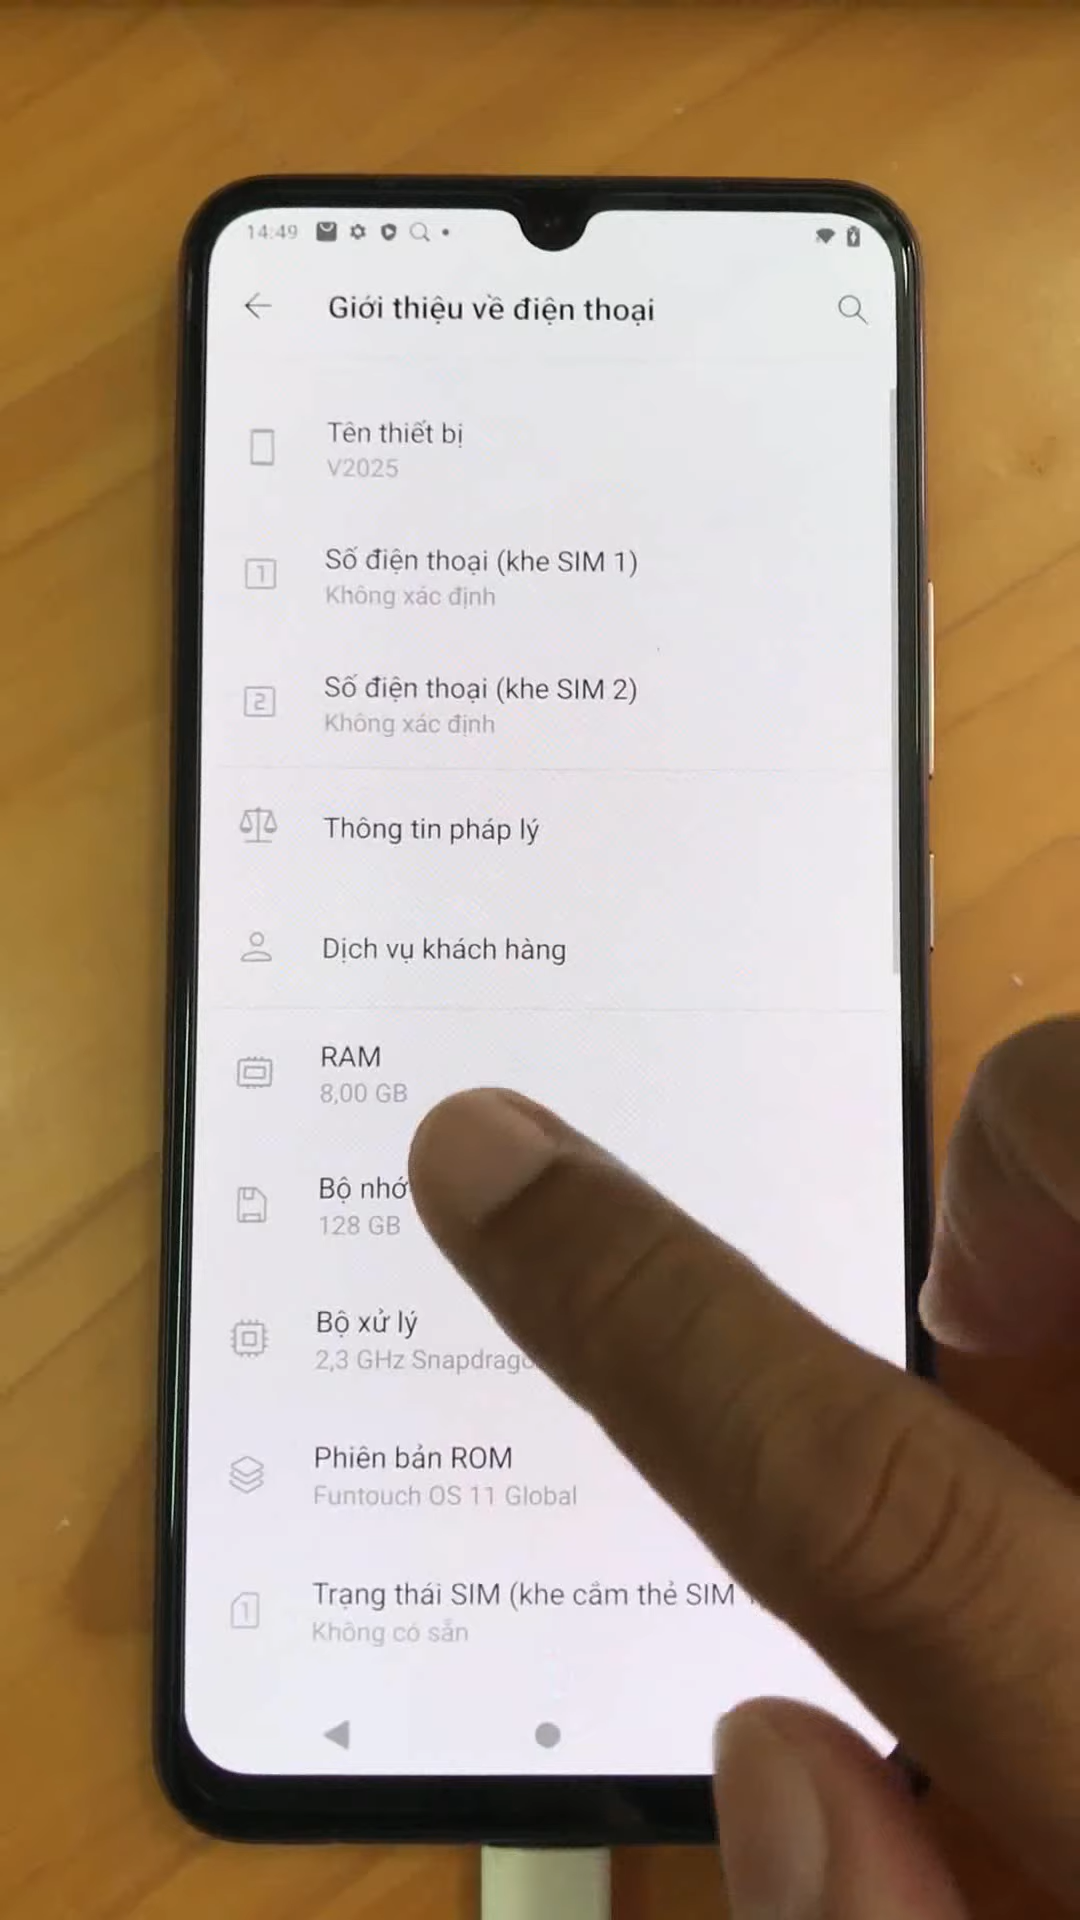 14:49
Giới thiệu về điện thoại
Tên thiết bị
V2025
1
Số điện thoại (khe SIM 1)
Không xác định
2
Số điện thoại (khe SIM 2)
Không xác định
Thông tin pháp lý
Dịch vụ khách hàng
RAM
8,00 GB
Bộ nhớ
128 GB
Bộ xử lý
2,3 GHz
Phiên bản ROM
Funtouch OS 11 Global
1
Trạng thái SIM (khe cắm thẻ SIM
Không có sẵn